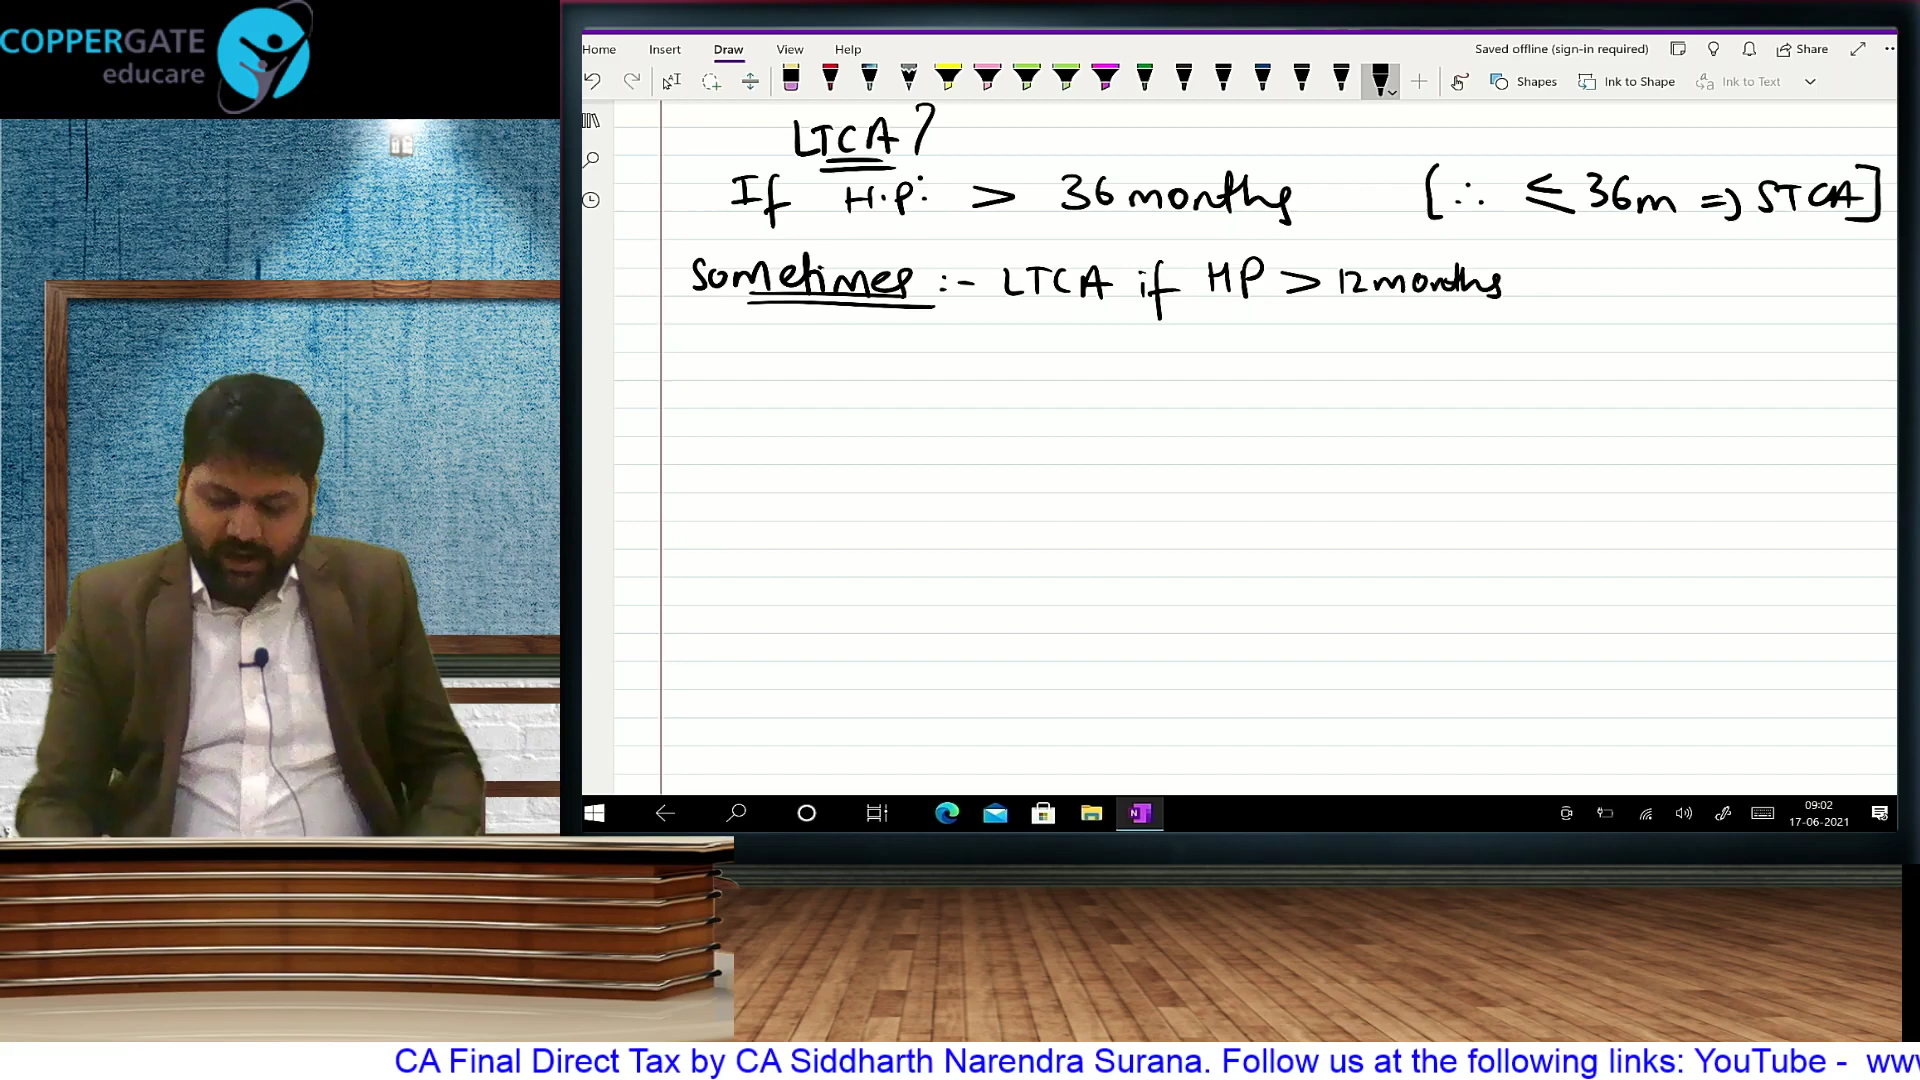 COPPERGATE
educare
Home Insert Draw View Help
Saved offline (sign-in required) Share
Shapes Ink to Shape Ink to Text
LTCA?
If H.P. > 36 months [∴ ≤ 36m => STCA]
Sometimes :- LTCA if HP > 12 months
09:02
17-06-2021
CA Final Direct Tax by CA Siddharth Narendra Surana. Follow us at the following links: YouTube - www